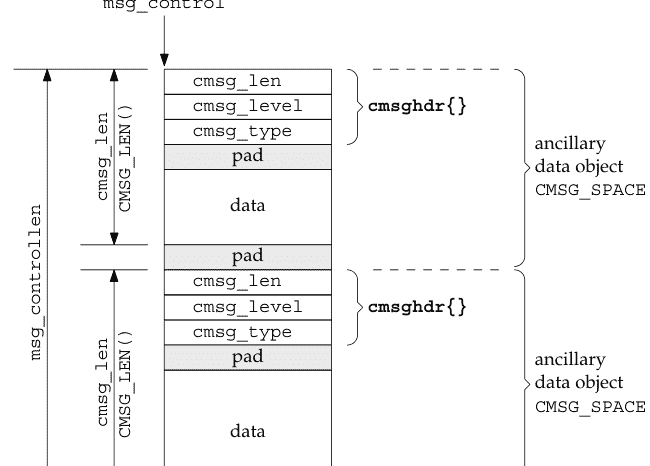 msg_control
cmsg_len
cmsg_level
cmsg_type
pad
data
pad
cmsg_len
cmsg_level
cmsg_type
pad
data
cmsghdr{}
cmsghdr{}
ancillary
data object
CMSG_SPACE
ancillary
data object
CMSG_SPACE
msg_controllen
cmsg_len
CMSG_LEN()
cmsg_len
CMSG_LEN()